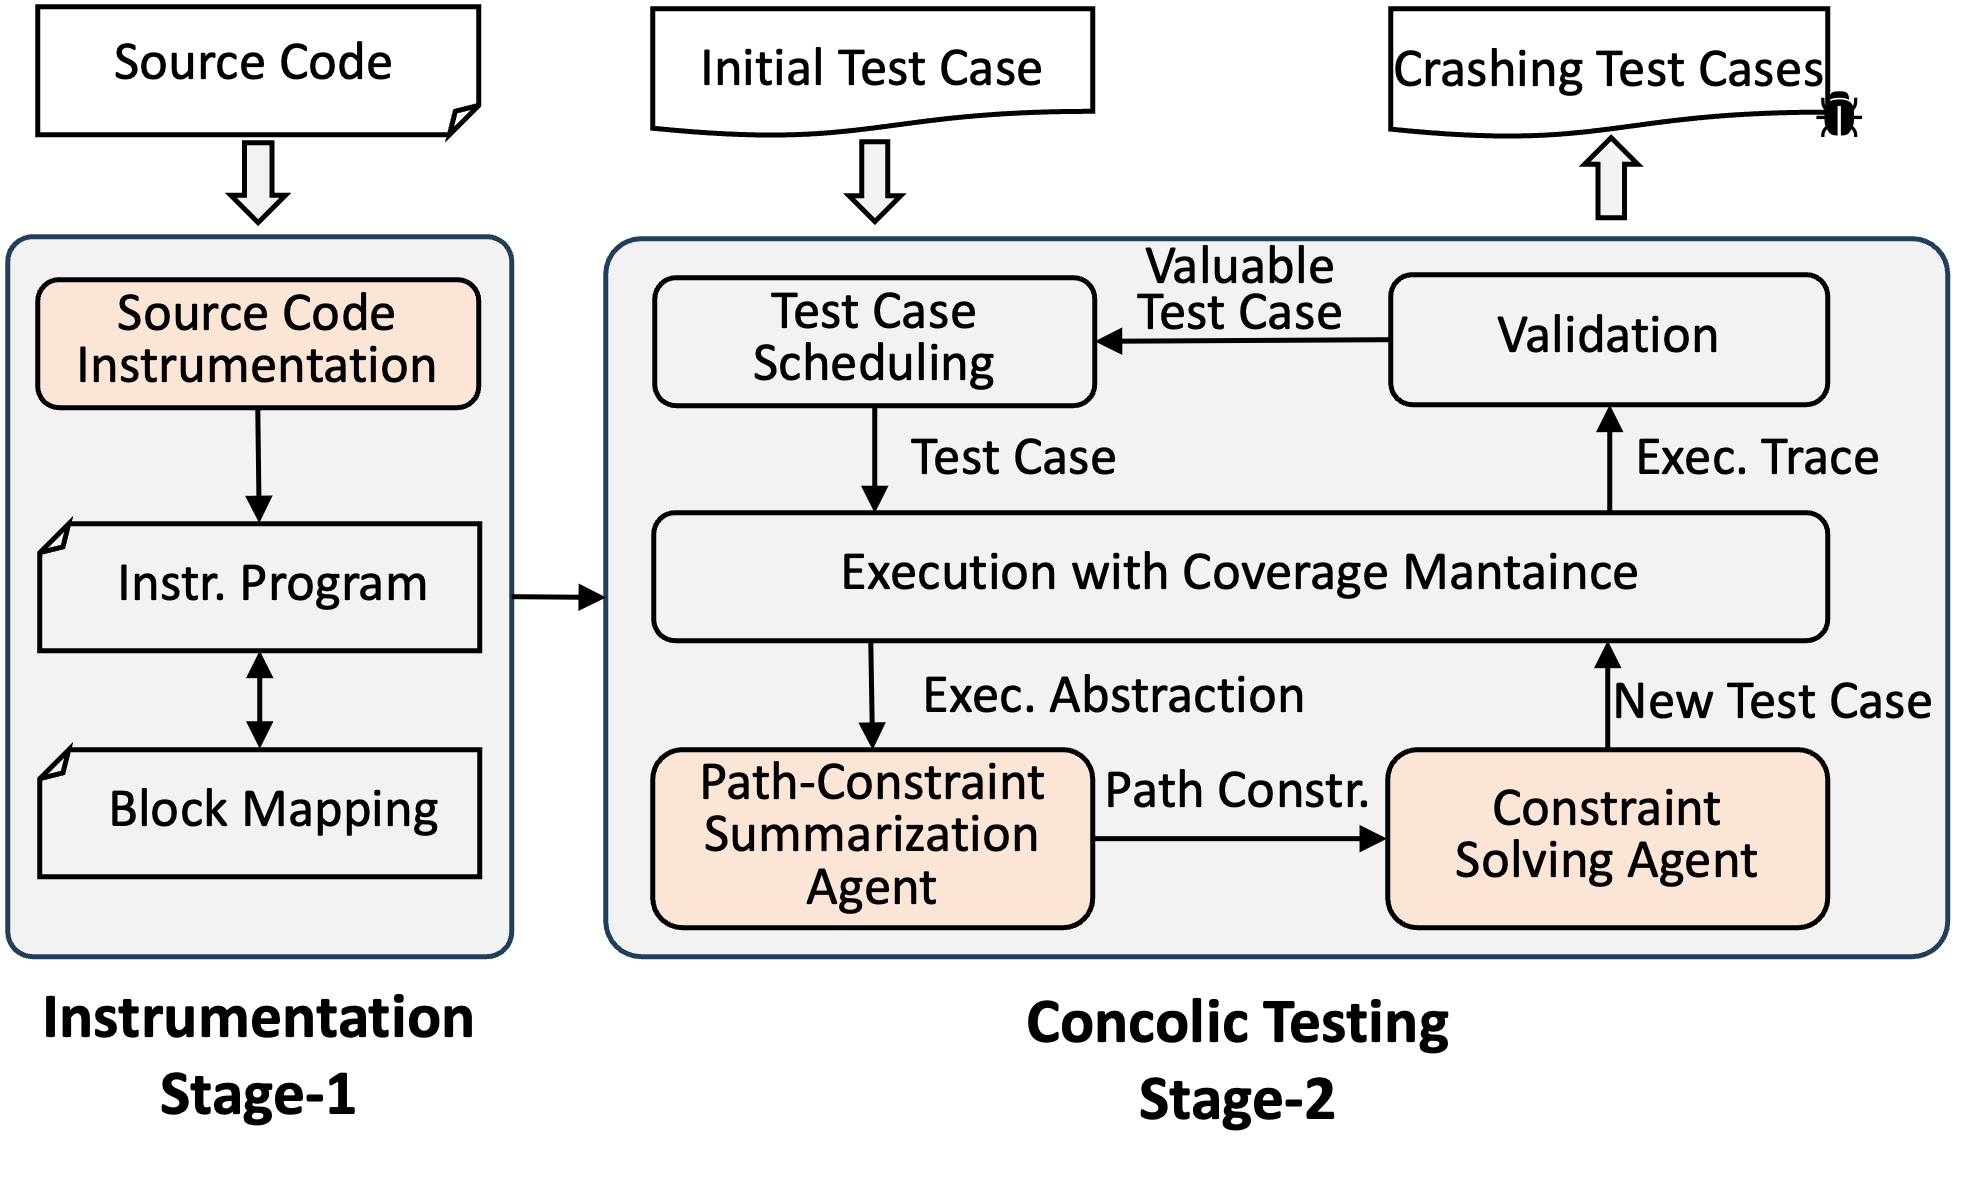 Source Code
Initial Test Case
Crashing Test Cases
Source Code
Instrumentation
Instr. Program
Block Mapping
Instrumentation
Stage-1
Test Case
Scheduling
Valuable
Test Case
Validation
Test Case
Exec. Trace
Execution with Coverage Mantaince
Exec. Abstraction
New Test Case
Path-Constraint
Summarization
Agent
Path Constr.
Constraint
Solving Agent
Concolic Testing
Stage-2